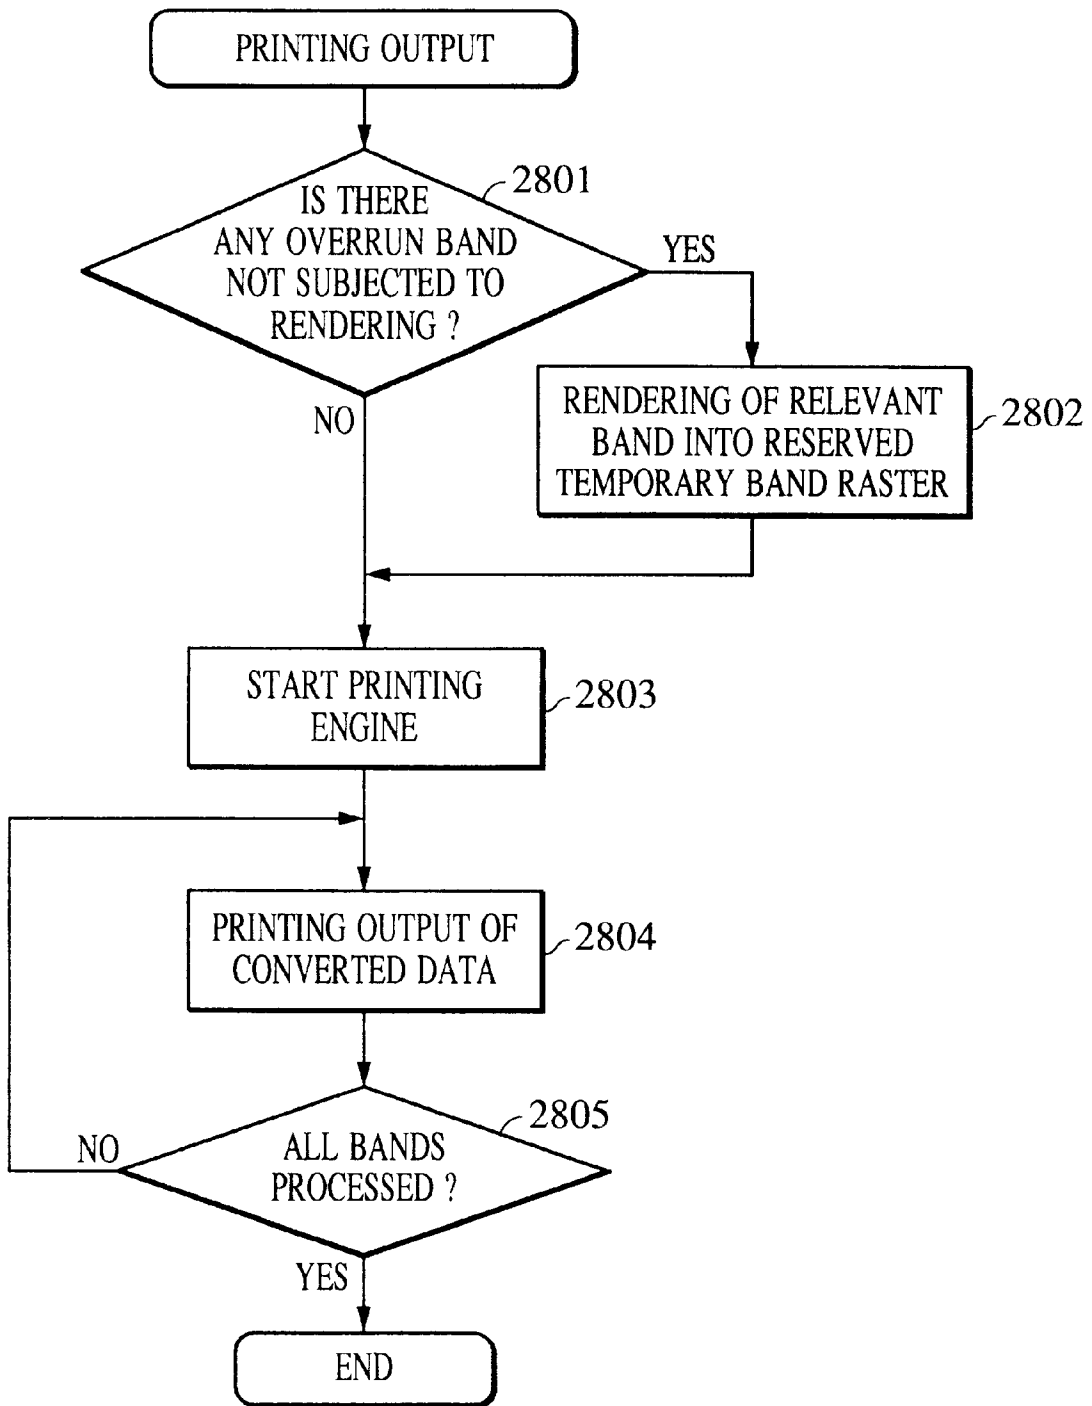 PRINTING OUTPUT
2801
IS THERE
ANY OVERRUN BAND
NOT SUBJECTED TO
RENDERING ?
YES
NO
RENDERING OF RELEVANT
BAND INTO RESERVED
TEMPORARY BAND RASTER
2802
START PRINTING
ENGINE
2803
PRINTING OUTPUT OF
CONVERTED DATA
2804
2805
ALL BANDS
PROCESSED ?
NO
YES
END